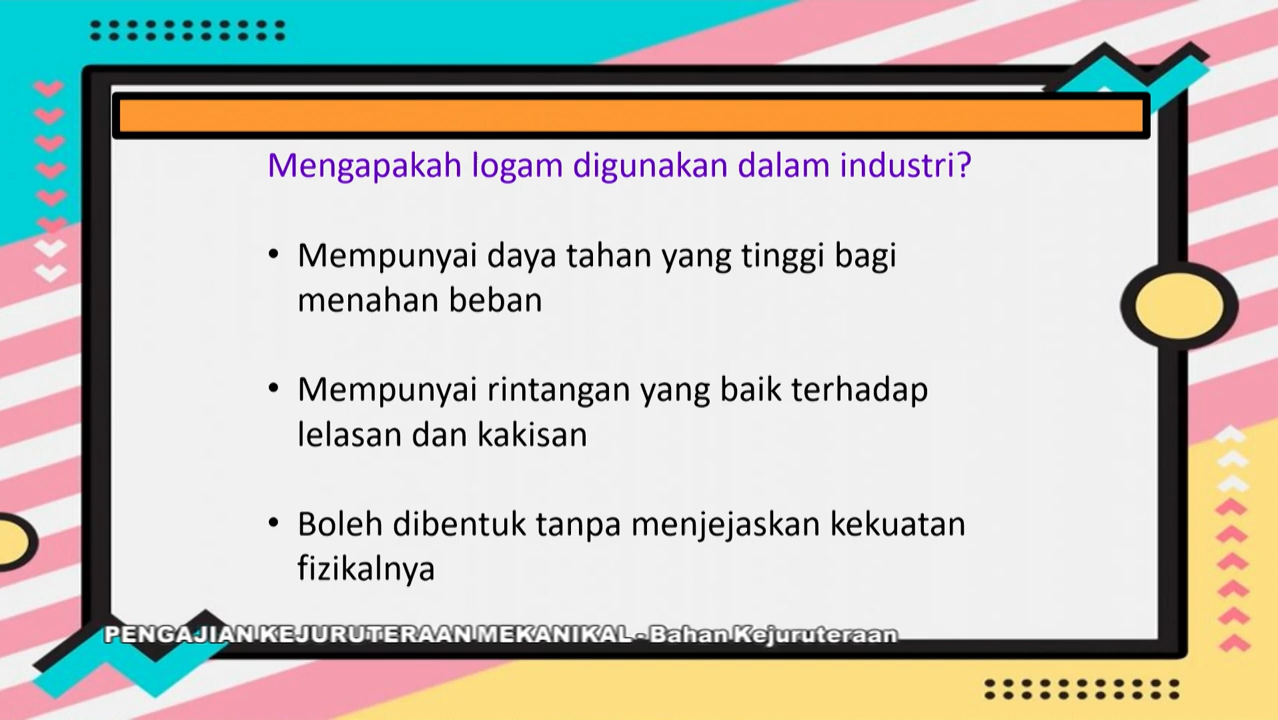 Mengapakah logam digunakan dalam industri?
• Mempunyai daya tahan yang tinggi bagi
menahan beban
• Mempunyai rintangan yang baik terhadap
lelasan dan kakisan
• Boleh dibentuk tanpa menjejaskan kekuatan
fizikalnya
PENGAJIAN KEJURUTERAAN MEKANIKAL - Bahan Kejuruteraan